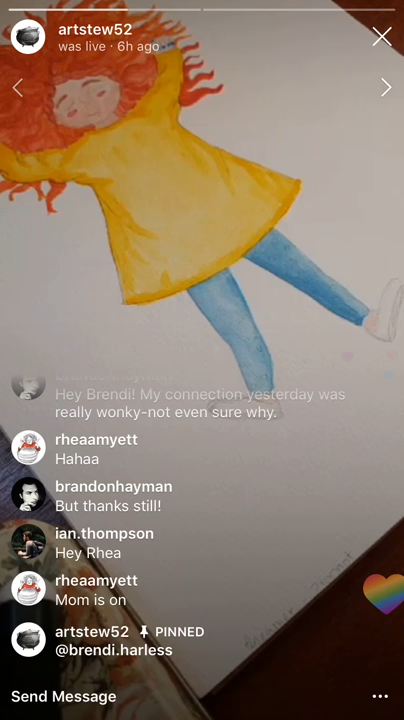 artstew52
was live · 6h ago
Hey Brendi! My connection yesterday was
really wonky-not even sure why.
rheaamyett
Hahaa
brandonhayman
But thanks still!
ian.thompson
Hey Rhea
rheaamyett
Mom is on
artstew52 PINNED
@brendi.harless
Send Message